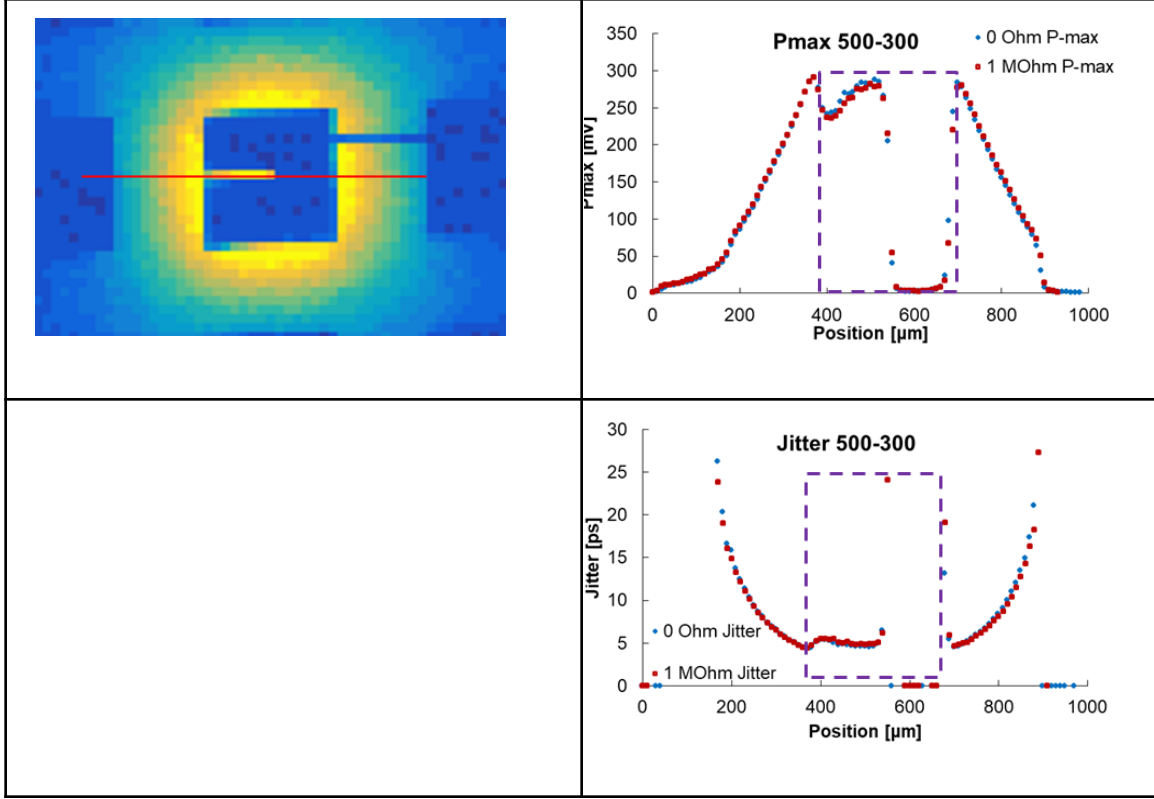 Pmax 500-300
0 Ohm P-max
1 MOhm P-max
350
300
250
200
150
100
50
0
Pmax [mv]
0 200 400 600 800 1000
Position [µm]
Jitter 500-300
30
25
20
15
10
5
0
Jitter [ps]
0 Ohm Jitter
1 MOhm Jitter
0 200 400 600 800 1000
Position [µm]